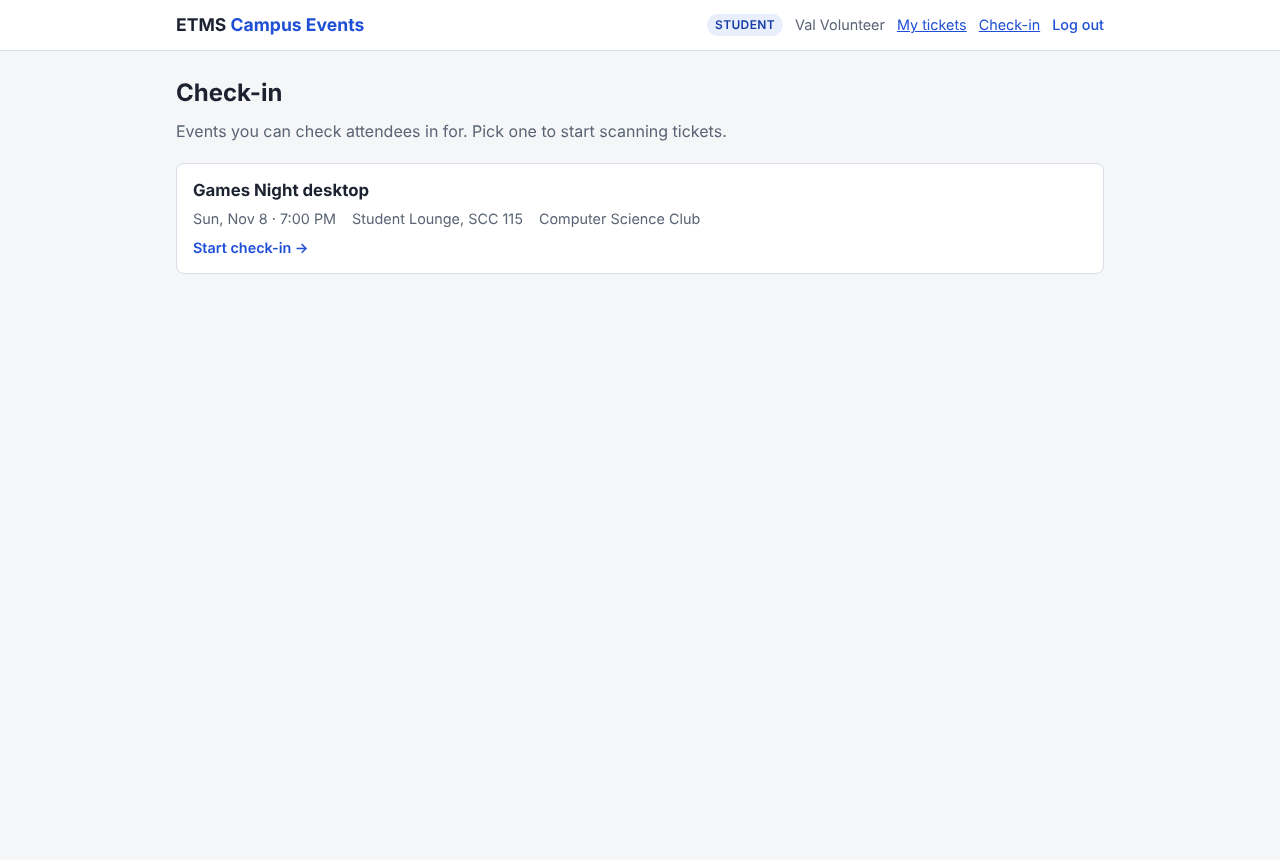 ETMS Campus Events STUDENT Val Volunteer My tickets Check-in Log out
Check-in
Events you can check attendees in for. Pick one to start scanning tickets.
Games Night desktop
Sun, Nov 8 · 7:00 PM Student Lounge, SCC 115 Computer Science Club
Start check-in →